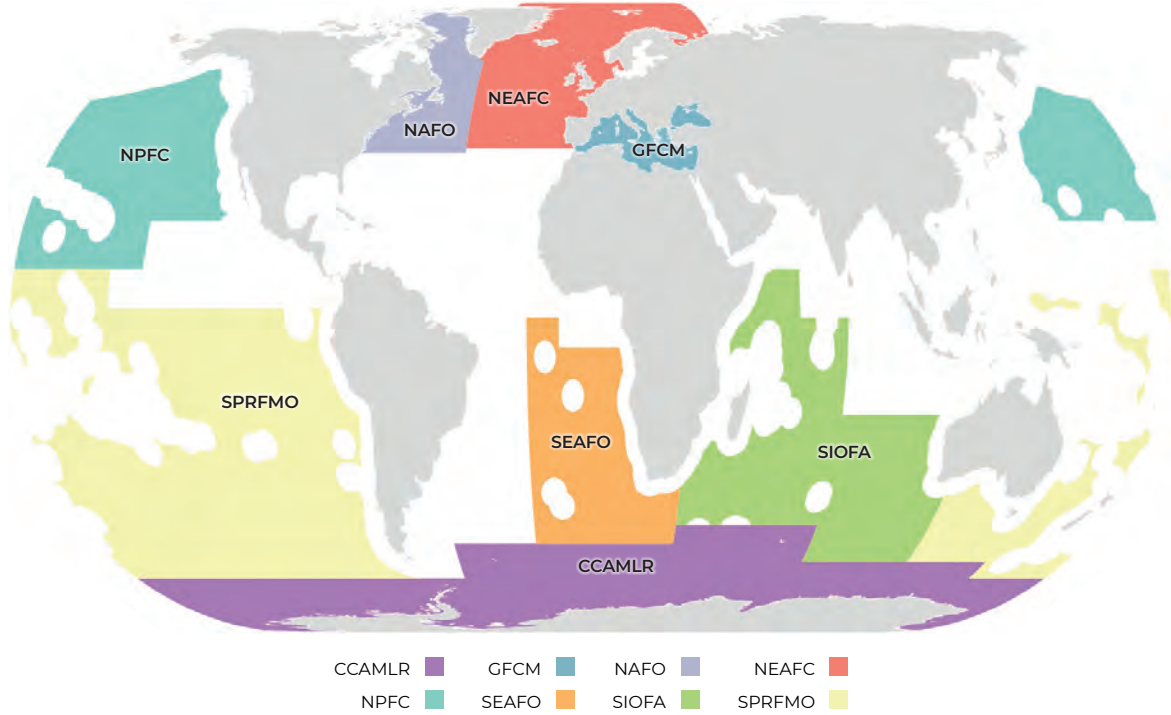 NEAFC
NAFO
GFCM
NPFC
SPRFMO
SEAFO
SIOFA
CCAMLR
CCAMLR GFCM NAFO NEAFC
NPFC SEAFO SIOFA SPRFMO